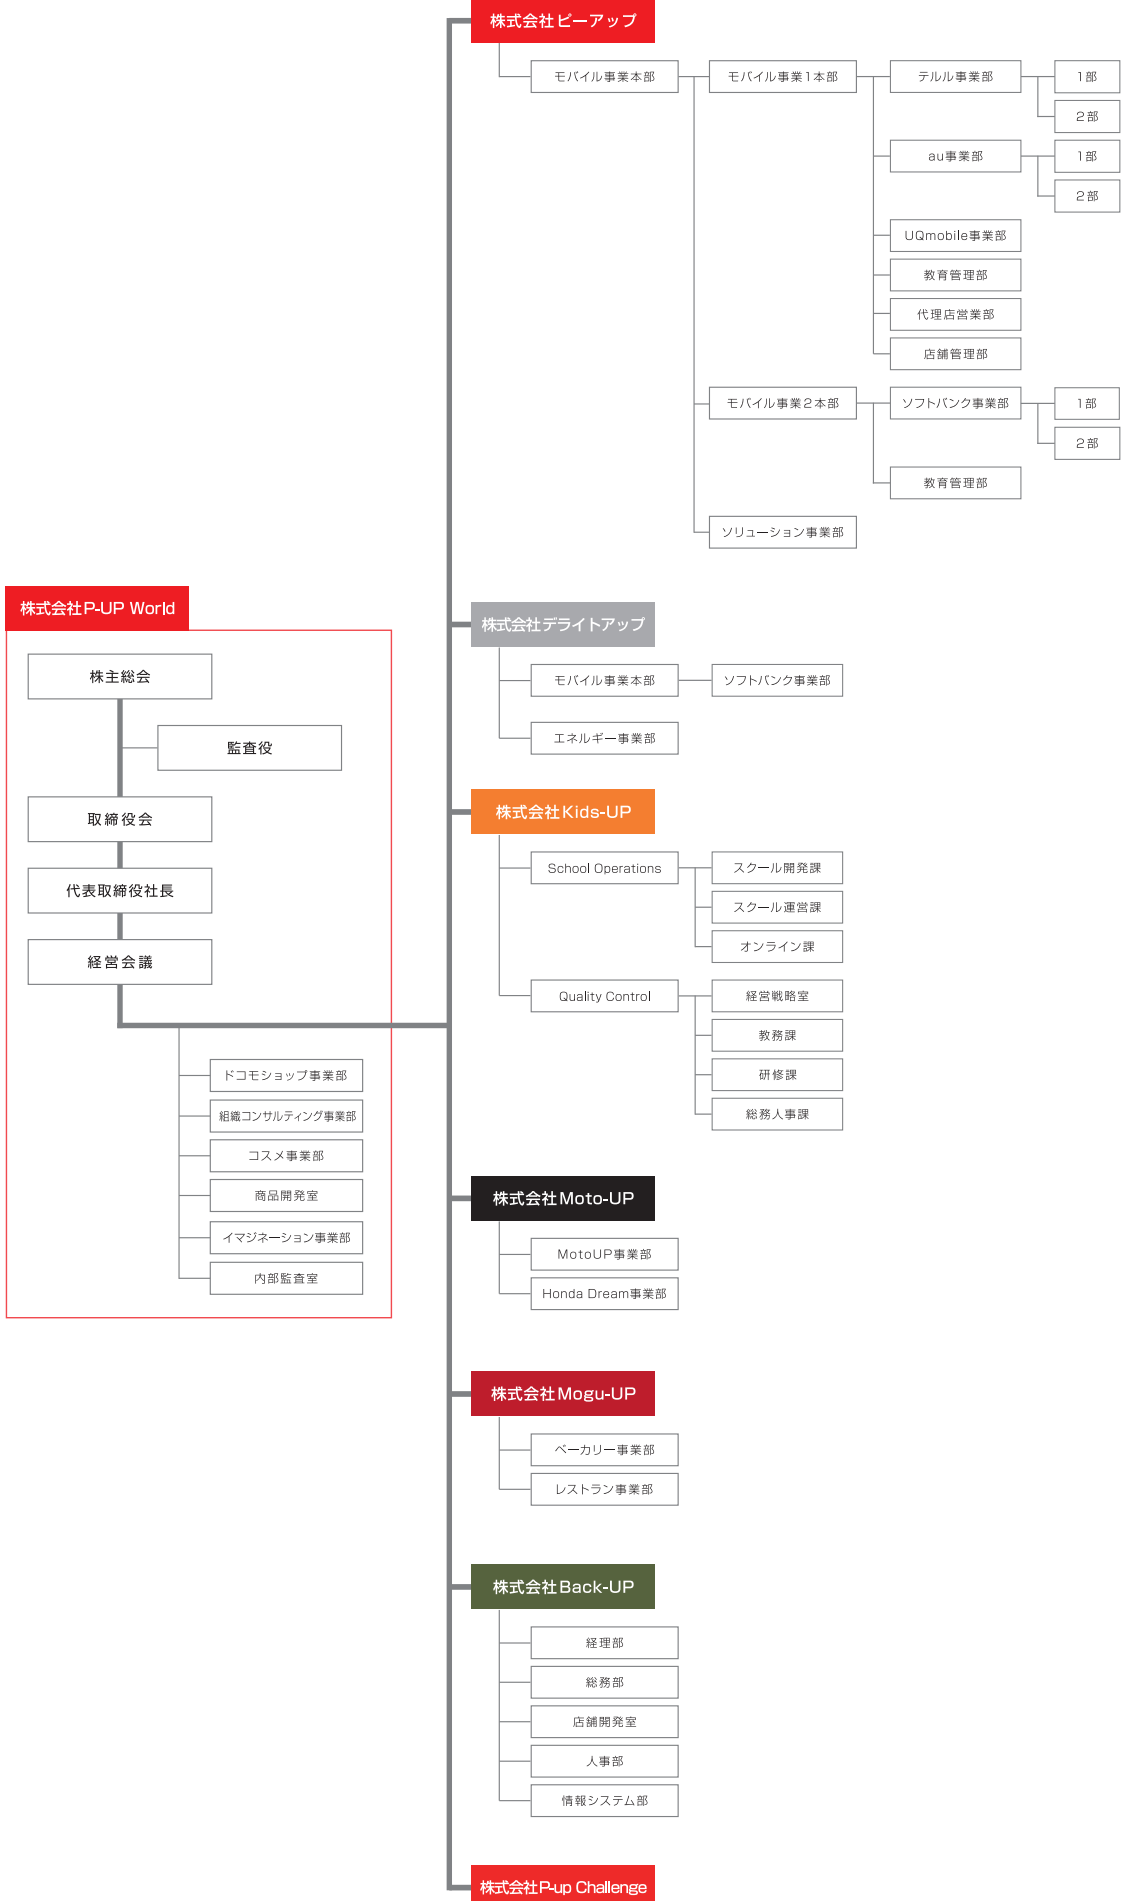 株式会社ピーアップ
モバイル事業本部
モバイル事業1本部
テルル事業部
1部
2部
au事業部
1部
2部
UQmobile事業部
教育管理部
代理店営業部
店舗管理部
モバイル事業2本部
ソフトバンク事業部
1部
2部
教育管理部
ソリューション事業部
株式会社P-UP World
株主総会
監査役
取締役会
代表取締役社長
経営会議
ドコモショップ事業部
組織コンサルティング事業部
コスメ事業部
商品開発室
イマジネーション事業部
内部監査室
株式会社デライトアップ
モバイル事業本部
ソフトバンク事業部
エネルギー事業部
株式会社Kids-UP
School Operations
スクール開発課
スクール運営課
オンライン課
Quality Control
経営戦略室
教務課
研修課
総務人事課
株式会社Moto-UP
MotoUP事業部
Honda Dream事業部
株式会社Mogu-UP
ベーカリー事業部
レストラン事業部
株式会社Back-UP
経理部
総務部
店舗開発室
人事部
情報システム部
株式会社P-up Challenge